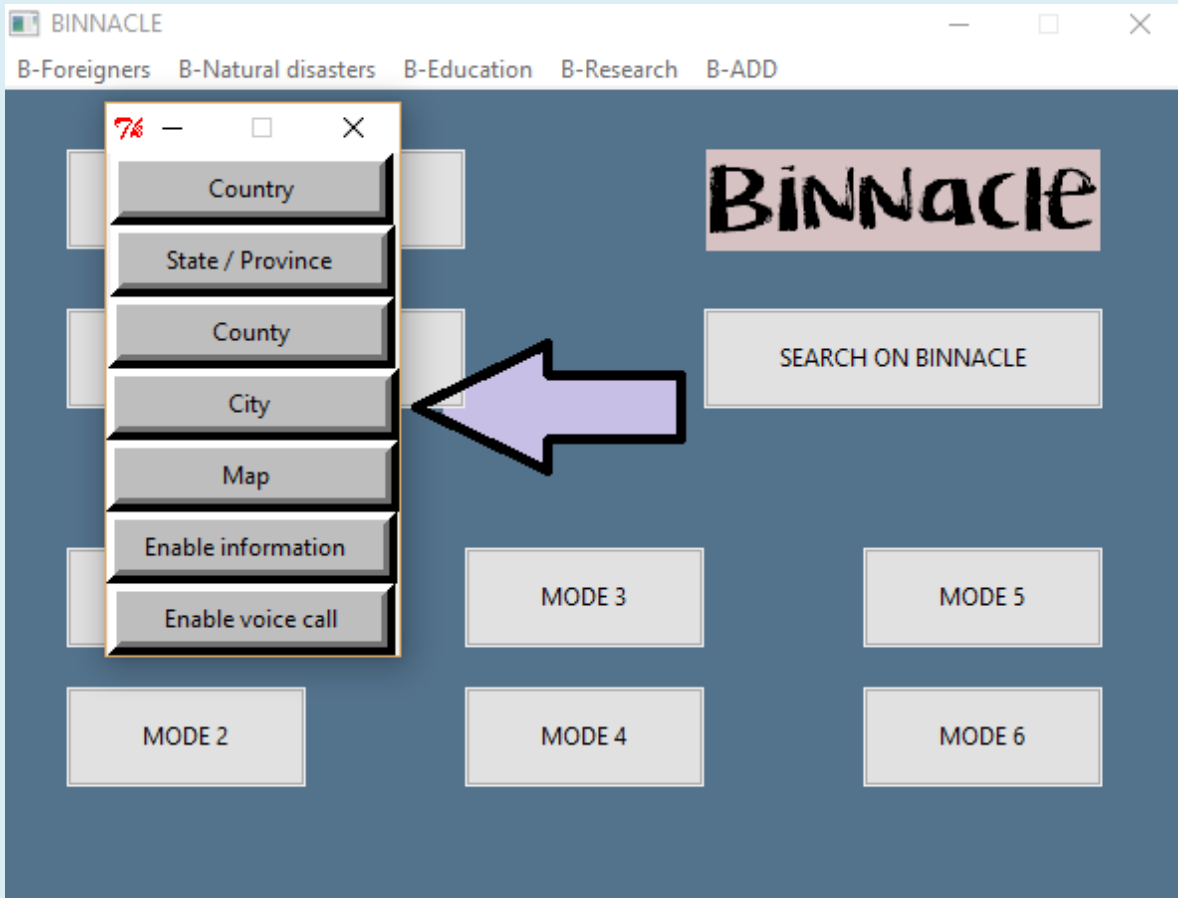 BINNACLE
B-Foreigners B-Natural disasters B-Education B-Research B-ADD
Country
State / Province
County
City
Map
Enable information
Enable voice call
BiNNacle
SEARCH ON BINNACLE
MODE 3
MODE 5
MODE 2
MODE 4
MODE 6